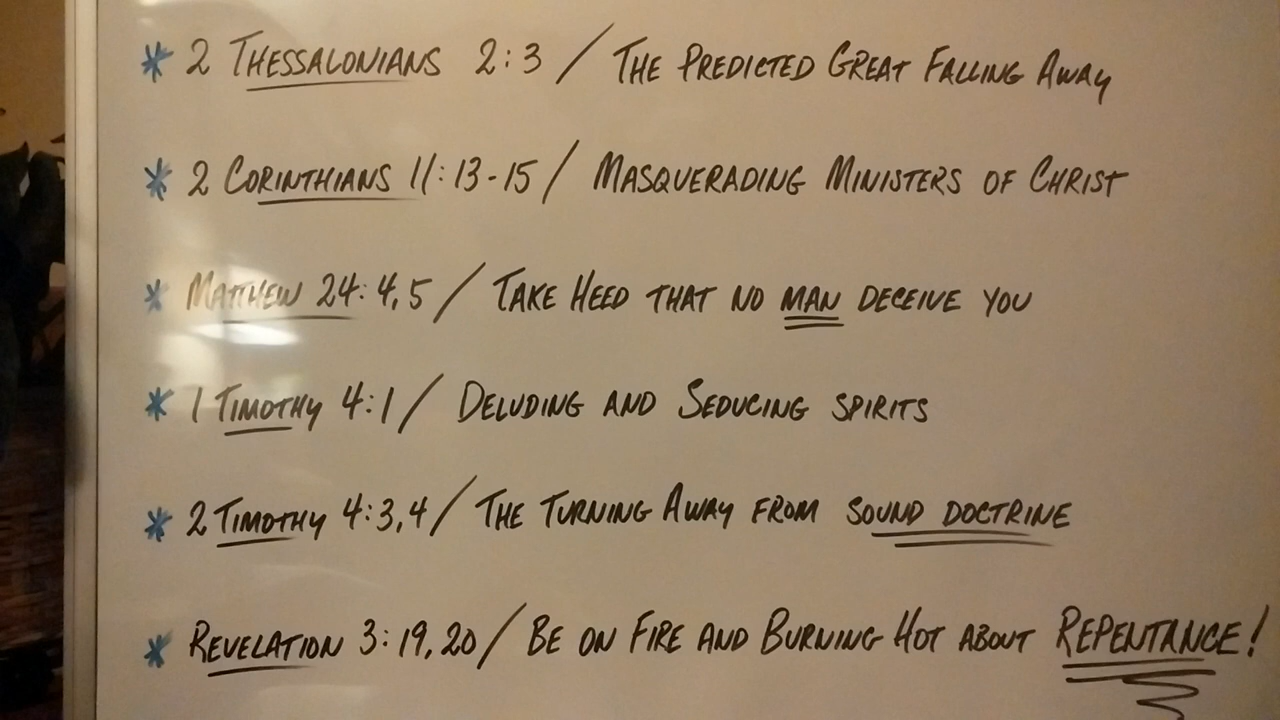 * 2 THESSALONIANS 2:3 / THE PREDICTED GREAT FALLING AWAY
* 2 CORINTHIANS 11:13-15 / MASQUERADING MINISTERS OF CHRIST
* MATTHEW 24:4,5 / TAKE HEED THAT NO MAN DECEIVE YOU
* 1 TIMOTHY 4:1 / DELUDING AND SEDUCING SPIRITS
* 2 TIMOTHY 4:3,4 / THE TURNING AWAY FROM SOUND DOCTRINE
* REVELATION 3:19,20 / BE ON FIRE AND BURNING HOT ABOUT REPENTANCE!